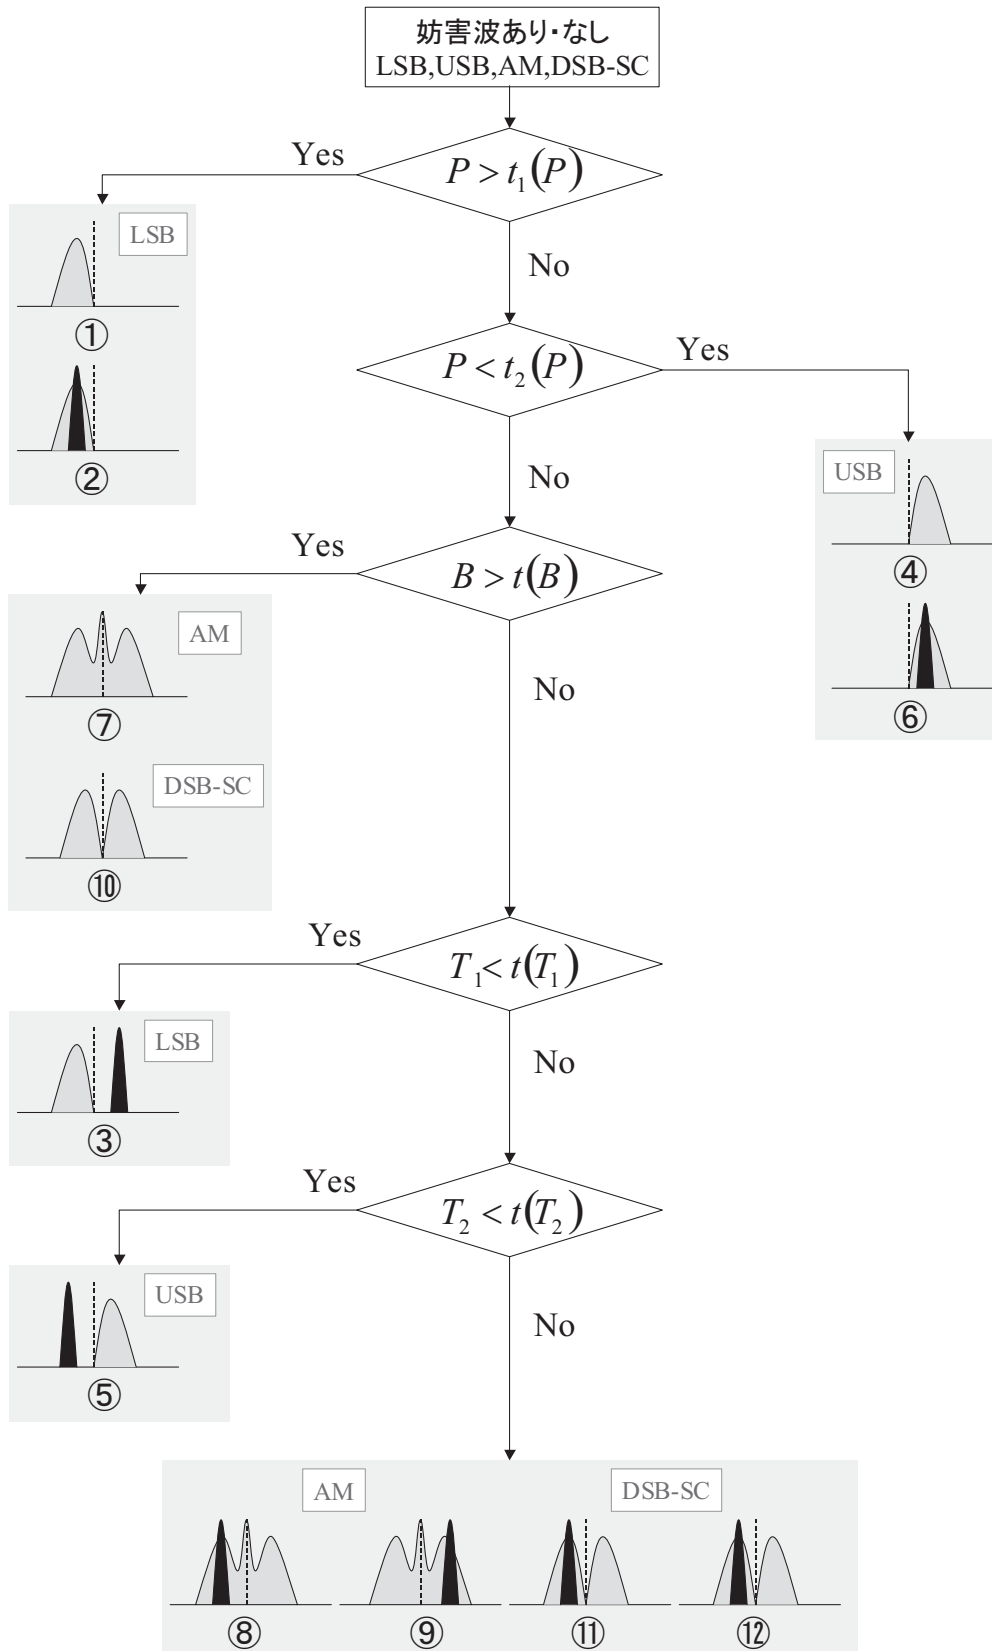 妨害波あり・なし
LSB,USB,AM,DSB-SC
Yes
P > t₁(P)
No
LSB
①
②
P < t₂(P)
Yes
No
USB
④
⑥
Yes
B > t(B)
No
AM
⑦
DSB-SC
⑩
Yes
T₁< t(T₁)
No
LSB
③
Yes
T₂ < t(T₂)
No
USB
⑤
AM
DSB-SC
⑧
⑨
⑪
⑫